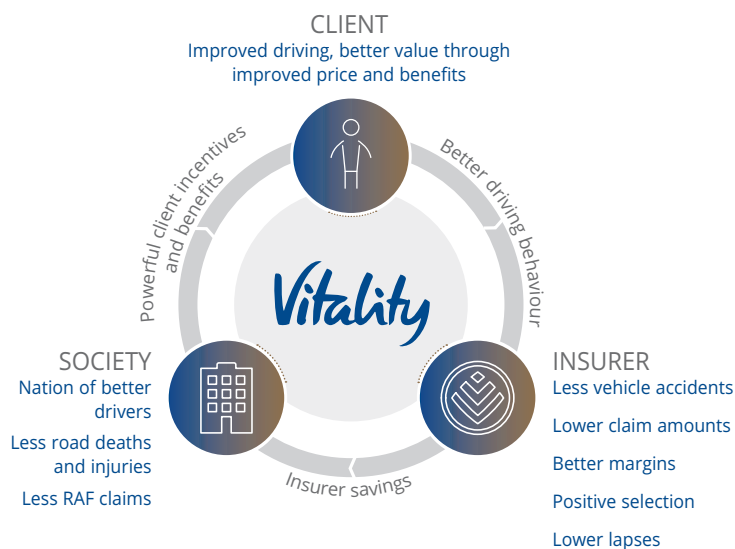 CLIENT
Improved driving, better value through
improved price and benefits
Powerful client incentives
and benefits
Better driving behaviour
Vitality
SOCIETY
Nation of better
drivers
Less road deaths
and injuries
Less RAF claims
INSURER
Less vehicle accidents
Lower claim amounts
Better margins
Positive selection
Lower lapses
Insurer savings